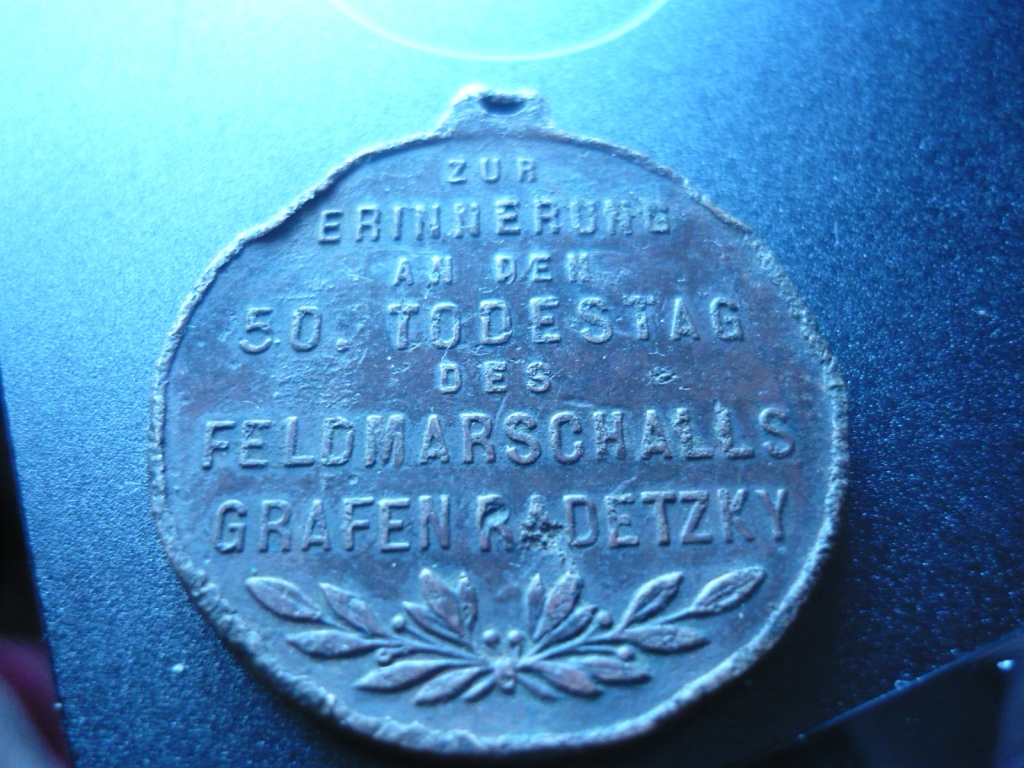 ZUR
ERINNERUNG
AN DEN
50. TODESTAG
DES
FELDMARSCHALLS
GRAFEN RADETZKY